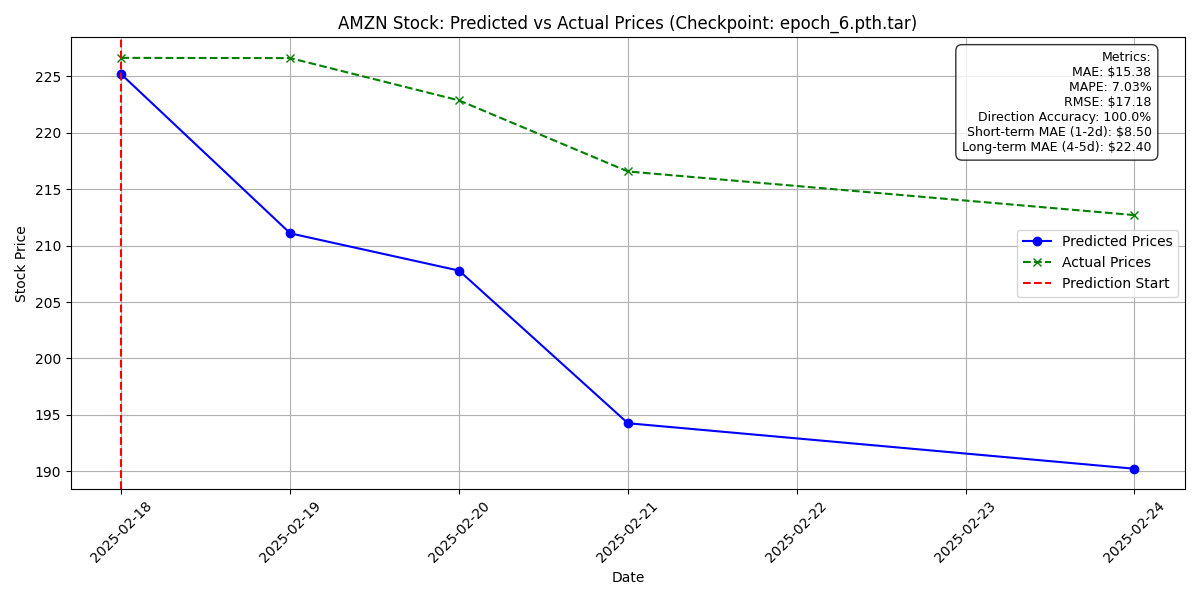 AMZN Stock: Predicted vs Actual Prices (Checkpoint: epoch_6.pth.tar)
Metrics:
MAE: $15.38
MAPE: 7.03%
RMSE: $17.18
Direction Accuracy: 100.0%
Short-term MAE (1-2d): $8.50
Long-term MAE (4-5d): $22.40
Predicted Prices
Actual Prices
Prediction Start
Stock Price
225
220
215
210
205
200
195
190
2025-02-18
2025-02-19
2025-02-20
2025-02-21
2025-02-22
2025-02-23
2025-02-24
Date